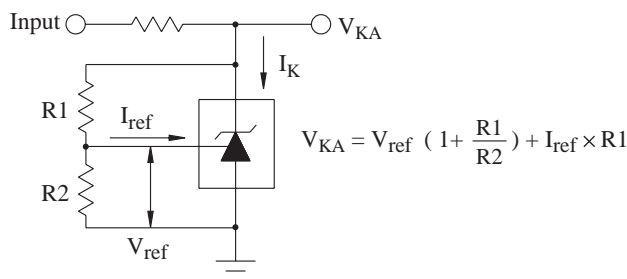 Input
V_KA
I_K
R1
I_ref
V_KA = V_ref ( 1+ R1/R2 ) + I_ref × R1
R2
V_ref